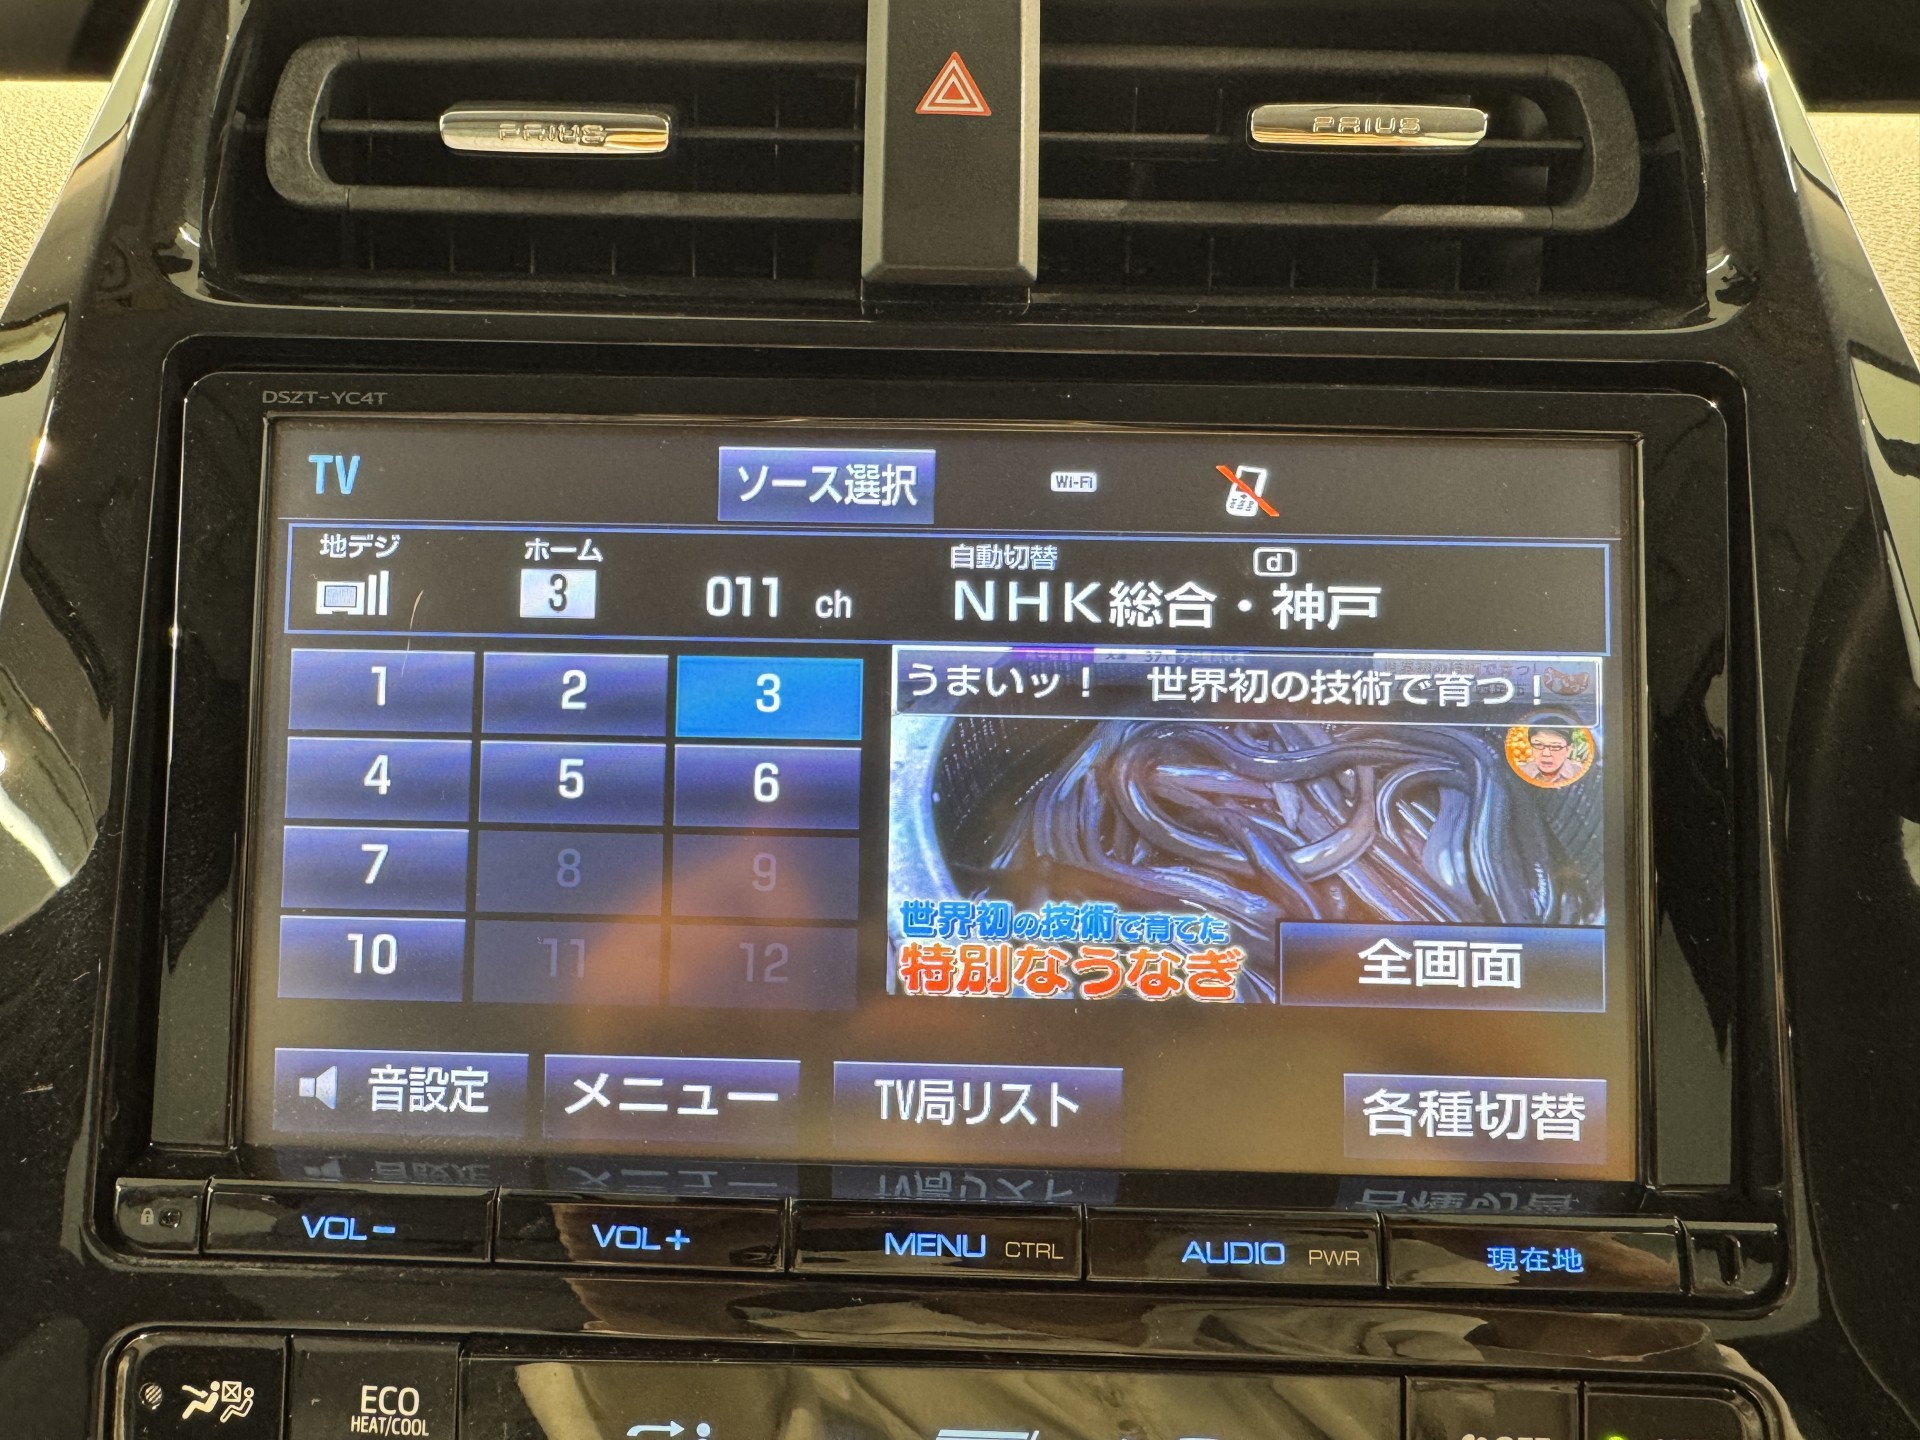 PRIUS
PRIUS
DSZT-YC4T
TV
ソース選択
Wi-Fi
地デジ
ホーム
3
011 ch
自動切替
d
NHK総合・神戸
1
2
3
うまいッ！　世界初の技術で育つ！
4
5
6
7
8
9
10
11
12
世界初の技術で育てた
特別なうなぎ
全画面
音設定
メニュー
TV局リスト
各種切替
VOL-
VOL+
MENU CTRL
AUDIO PWR
現在地
ECO
HEAT/COOL